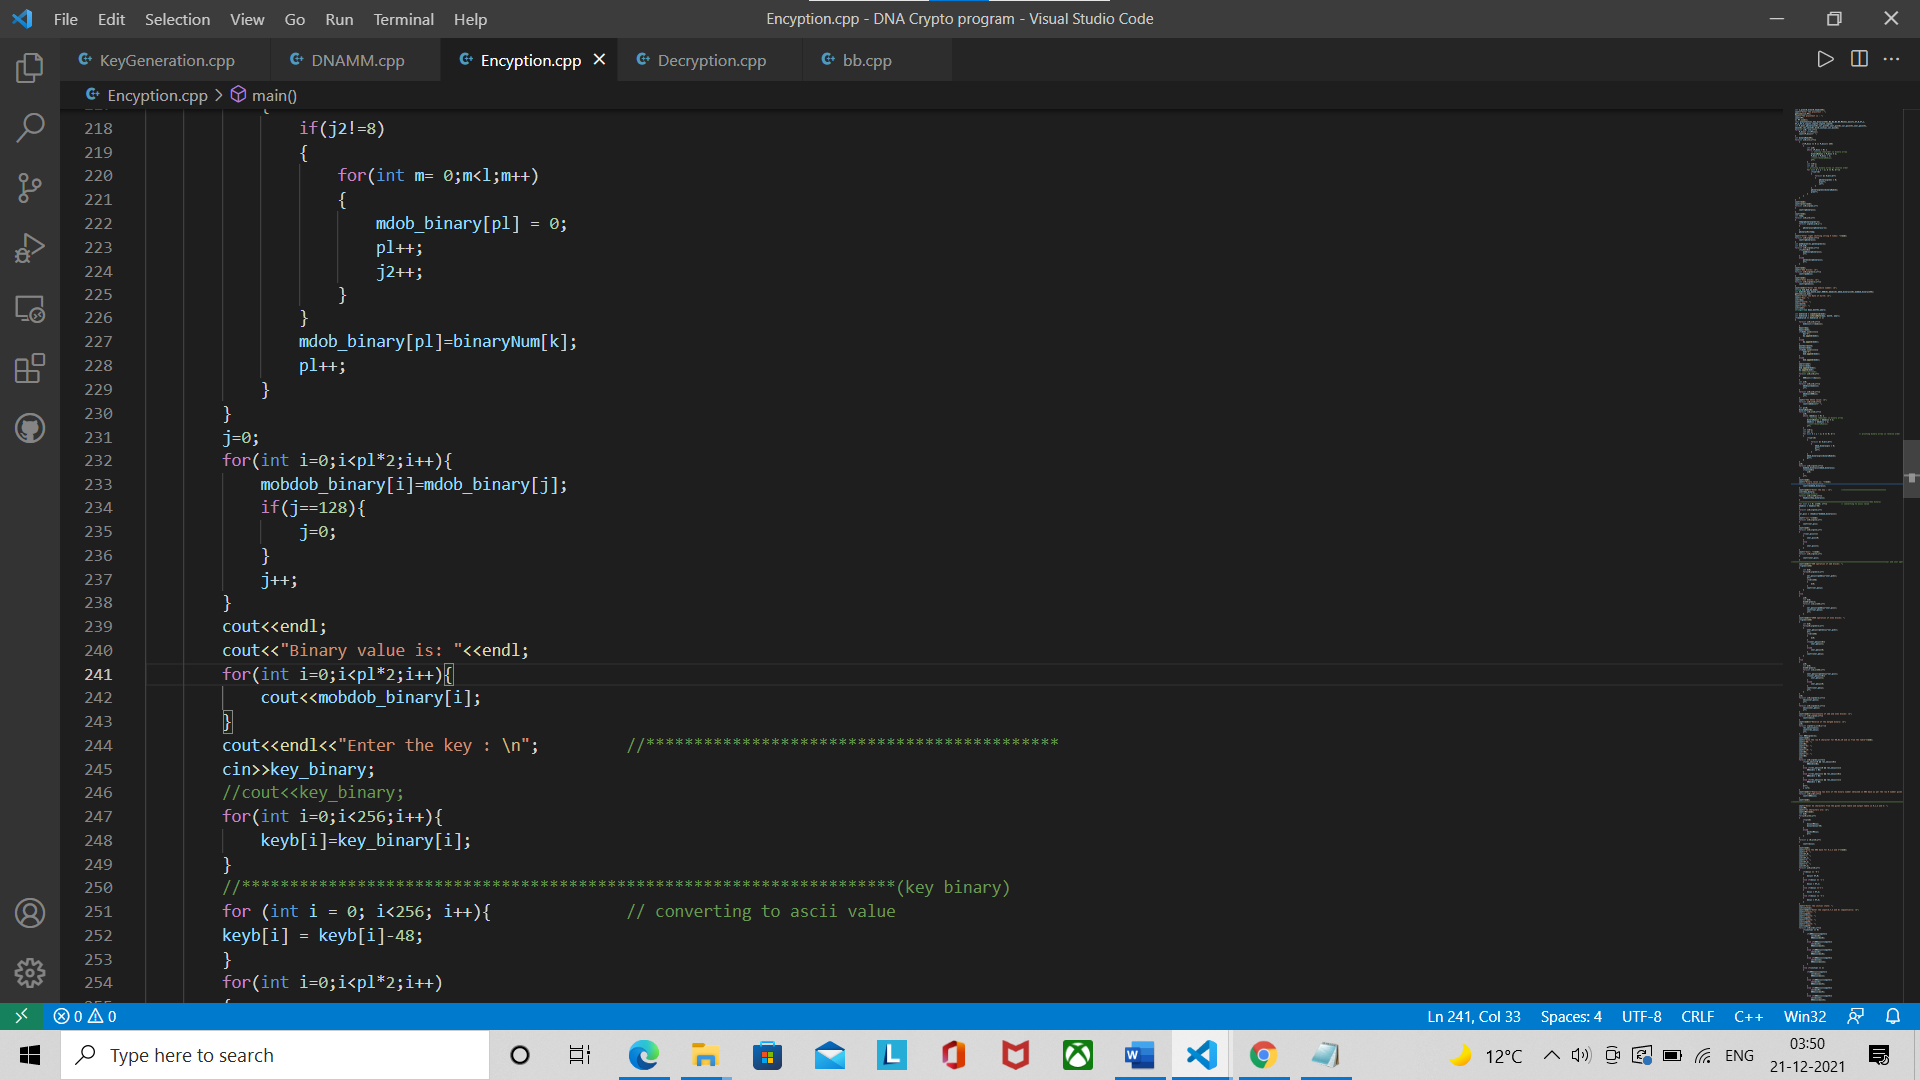 File Edit Selection View Go Run Terminal Help
Encyption.cpp - DNA Crypto program - Visual Studio Code
KeyGeneration.cpp DNAMM.cpp Encyption.cpp Decryption.cpp bb.cpp
Encyption.cpp > main()
218 if(j2!=8)
219 {
220 for(int m= 0;m<l;m++)
221 {
222 mdob_binary[pl] = 0;
223 pl++;
224 j2++;
225 }
226 }
227 mdob_binary[pl]=binaryNum[k];
228 pl++;
229 }
230 }
231 j=0;
232 for(int i=0;i<pl*2;i++){
233 mobdob_binary[i]=mdob_binary[j];
234 if(j==128){
235 j=0;
236 }
237 j++;
238 }
239 cout<<endl;
240 cout<<"Binary value is: "<<endl;
241 for(int i=0;i<pl*2;i++){
242 cout<<mobdob_binary[i];
243 }
244 cout<<endl<<"Enter the key : \n"; //*******************************************
245 cin>>key_binary;
246 //cout<<key_binary;
247 for(int i=0;i<256;i++){
248 keyb[i]=key_binary[i];
249 }
250 //********************************************************************(key binary)
251 for (int i = 0; i<256; i++){ // converting to ascii value
252 keyb[i] = keyb[i]-48;
253 }
254 for(int i=0;i<pl*2;i++)
0 0 Ln 241, Col 33 Spaces: 4 UTF-8 CRLF C++ Win32
Type here to search 12°C ENG 03:50
21-12-2021